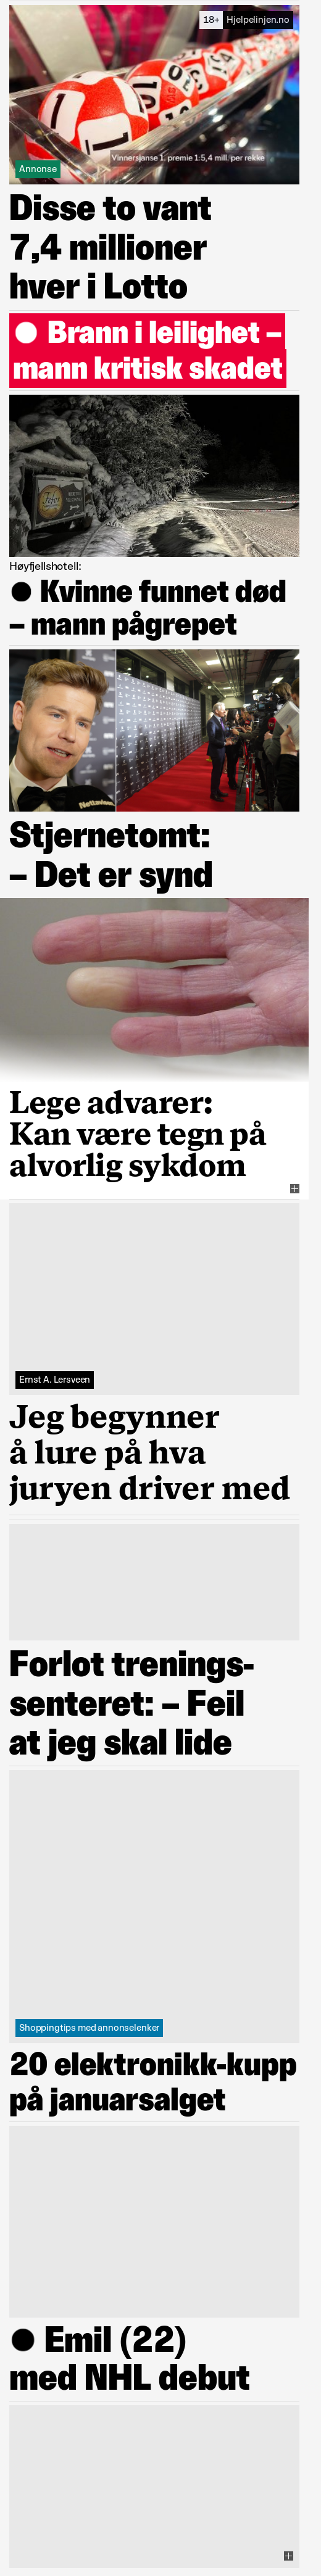 18+ Hjelpelinjen.no
Vinnersjanse 1. premie 1:5,4 mill. per rekke
Annonse
Disse to vant
7,4 millioner
hver i Lotto
Brann i leilighet –
mann kritisk skadet
Høyfjellshotell:
Kvinne funnet død
– mann pågrepet
Nettavisen
Stjernetomt:
– Det er synd
Lege advarer:
Kan være tegn på
alvorlig sykdom
Ernst A. Lersveen
Jeg begynner
å lure på hva
juryen driver med
Forlot trenings-
senteret: – Feil
at jeg skal lide
Shoppingtips med annonselenker
20 elektronikk-kupp
på januarsalget
Emil (22)
med NHL debut